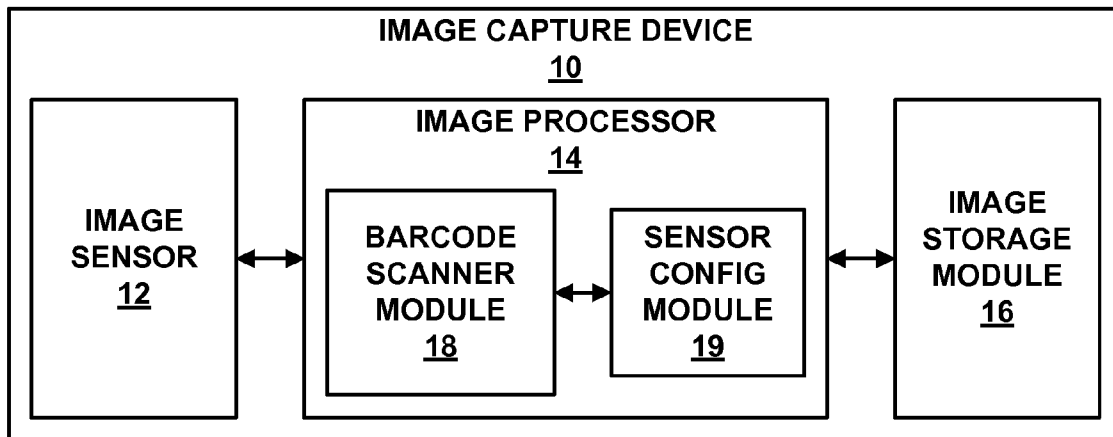 IMAGE CAPTURE DEVICE
10
IMAGE
SENSOR
12
IMAGE PROCESSOR
14
BARCODE
SCANNER
MODULE
18
SENSOR
CONFIG
MODULE
19
IMAGE
STORAGE
MODULE
16